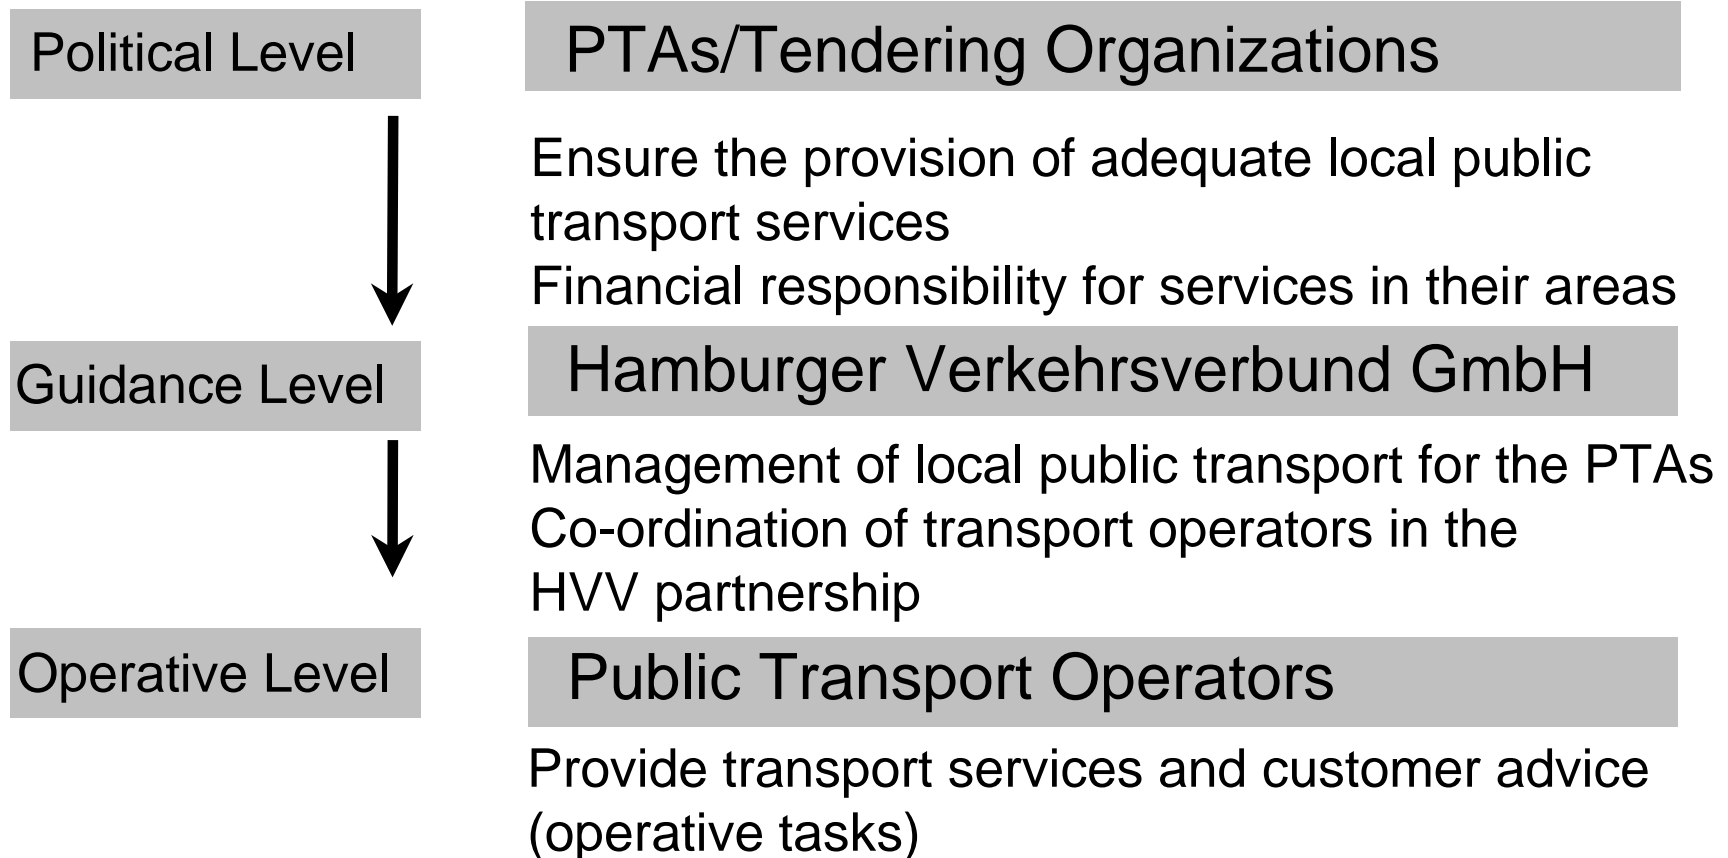 Political Level
PTAs/Tendering Organizations
Ensure the provision of adequate local public
transport services
Financial responsibility for services in their areas
Guidance Level
Hamburger Verkehrsverbund GmbH
Management of local public transport for the PTAs
Co-ordination of transport operators in the
HVV partnership
Operative Level
Public Transport Operators
Provide transport services and customer advice
(operative tasks)